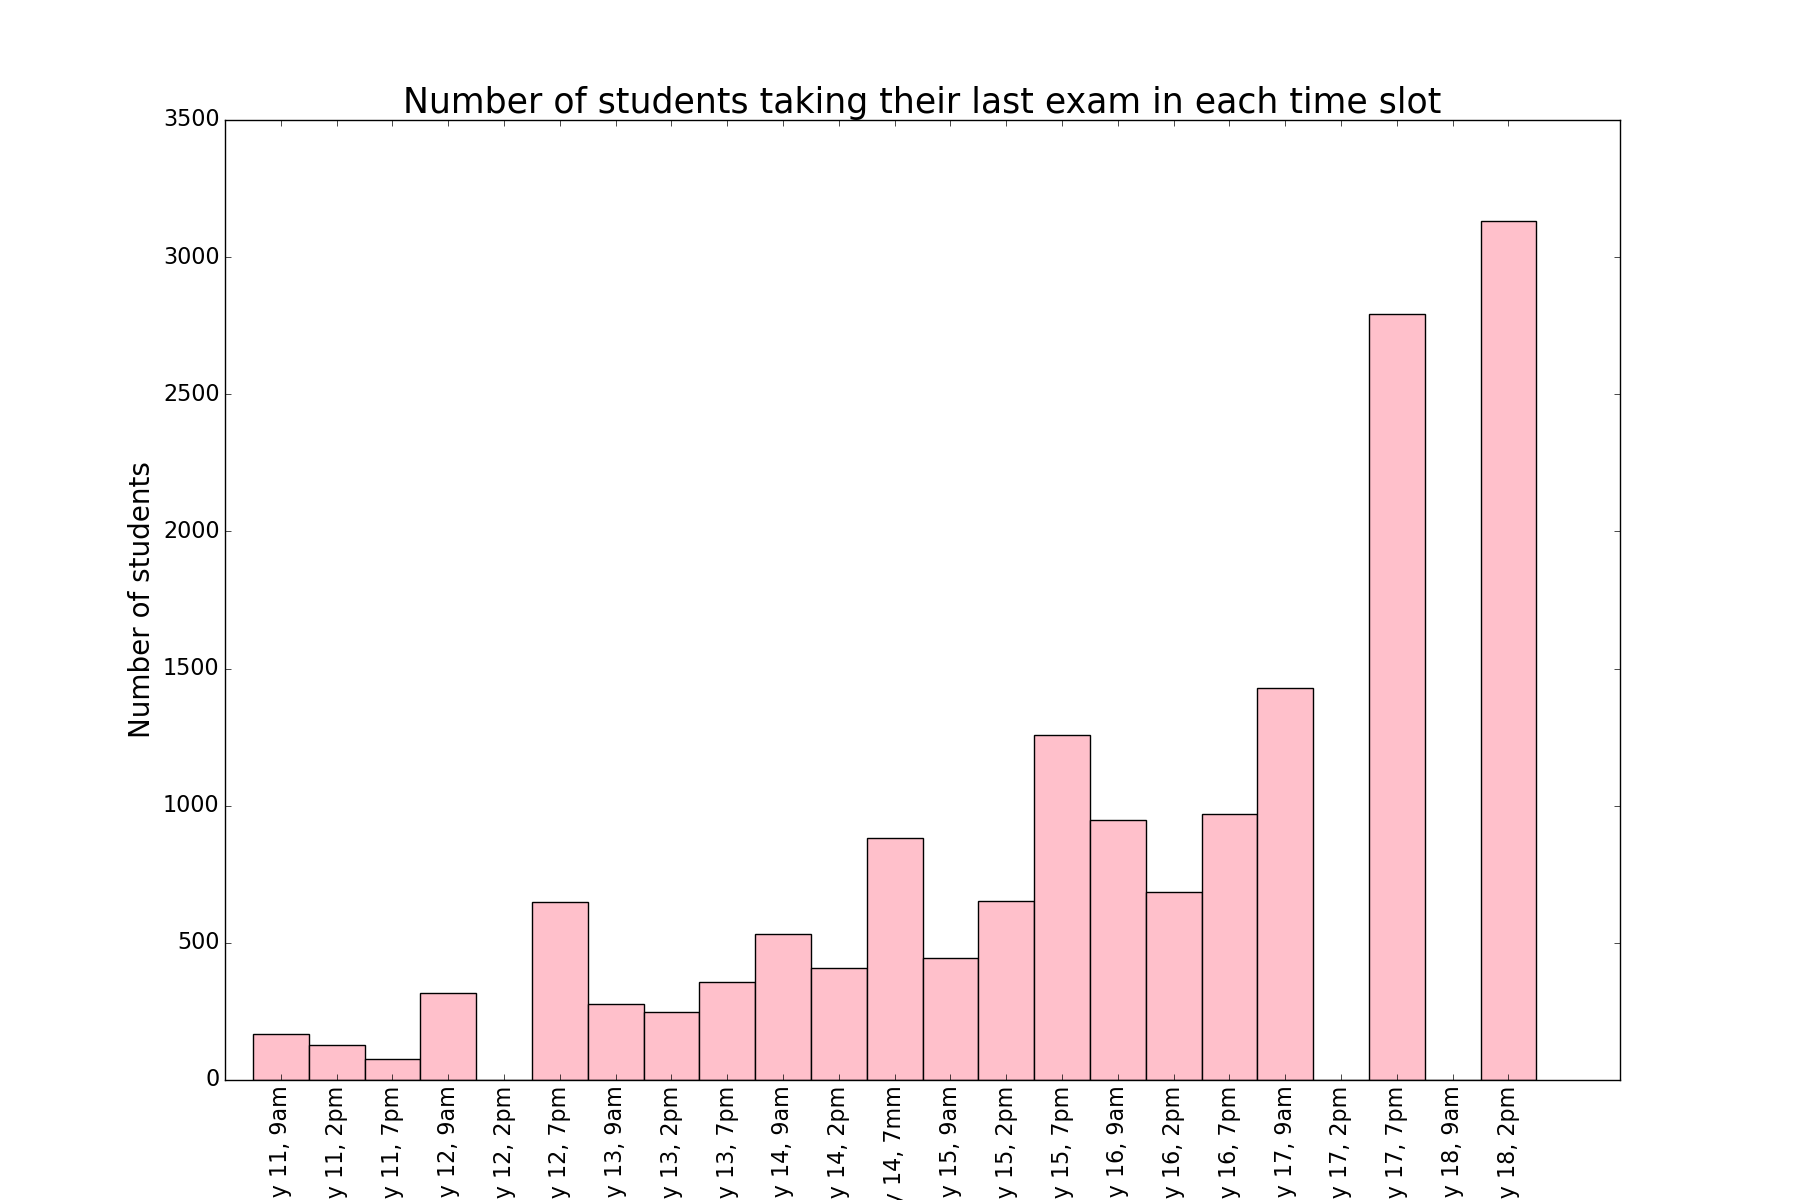 Number of students taking their last exam in each time slot
3500
3000
2500
2000
1500
1000
500
0
Number of students
y 11, 9am
y 11, 2pm
y 11, 7pm
y 12, 9am
y 12, 2pm
y 12, 7pm
y 13, 9am
y 13, 2pm
y 13, 7pm
y 14, 9am
y 14, 2pm
y 14, 7mm
y 15, 9am
y 15, 2pm
y 15, 7pm
y 16, 9am
y 16, 2pm
y 16, 7pm
y 17, 9am
y 17, 2pm
y 17, 7pm
y 18, 9am
y 18, 2pm